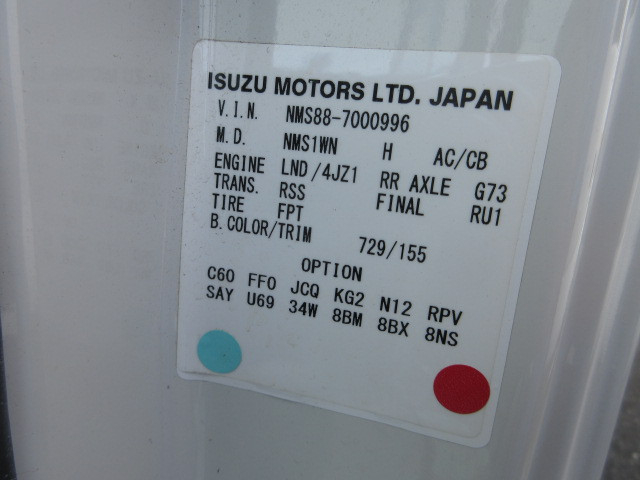 ISUZU MOTORS LTD. JAPAN
V.I.N. NMS88-7000996
M.D. NMS1WN H AC/CB
ENGINE LND/4JZ1 RR AXLE G73
TRANS. RSS FINAL RU1
TIRE FPT
B.COLOR/TRIM 729/155
OPTION
C60 FF0 JCQ KG2 N12 RPV
SAY U69 34W 8BM 8BX 8NS